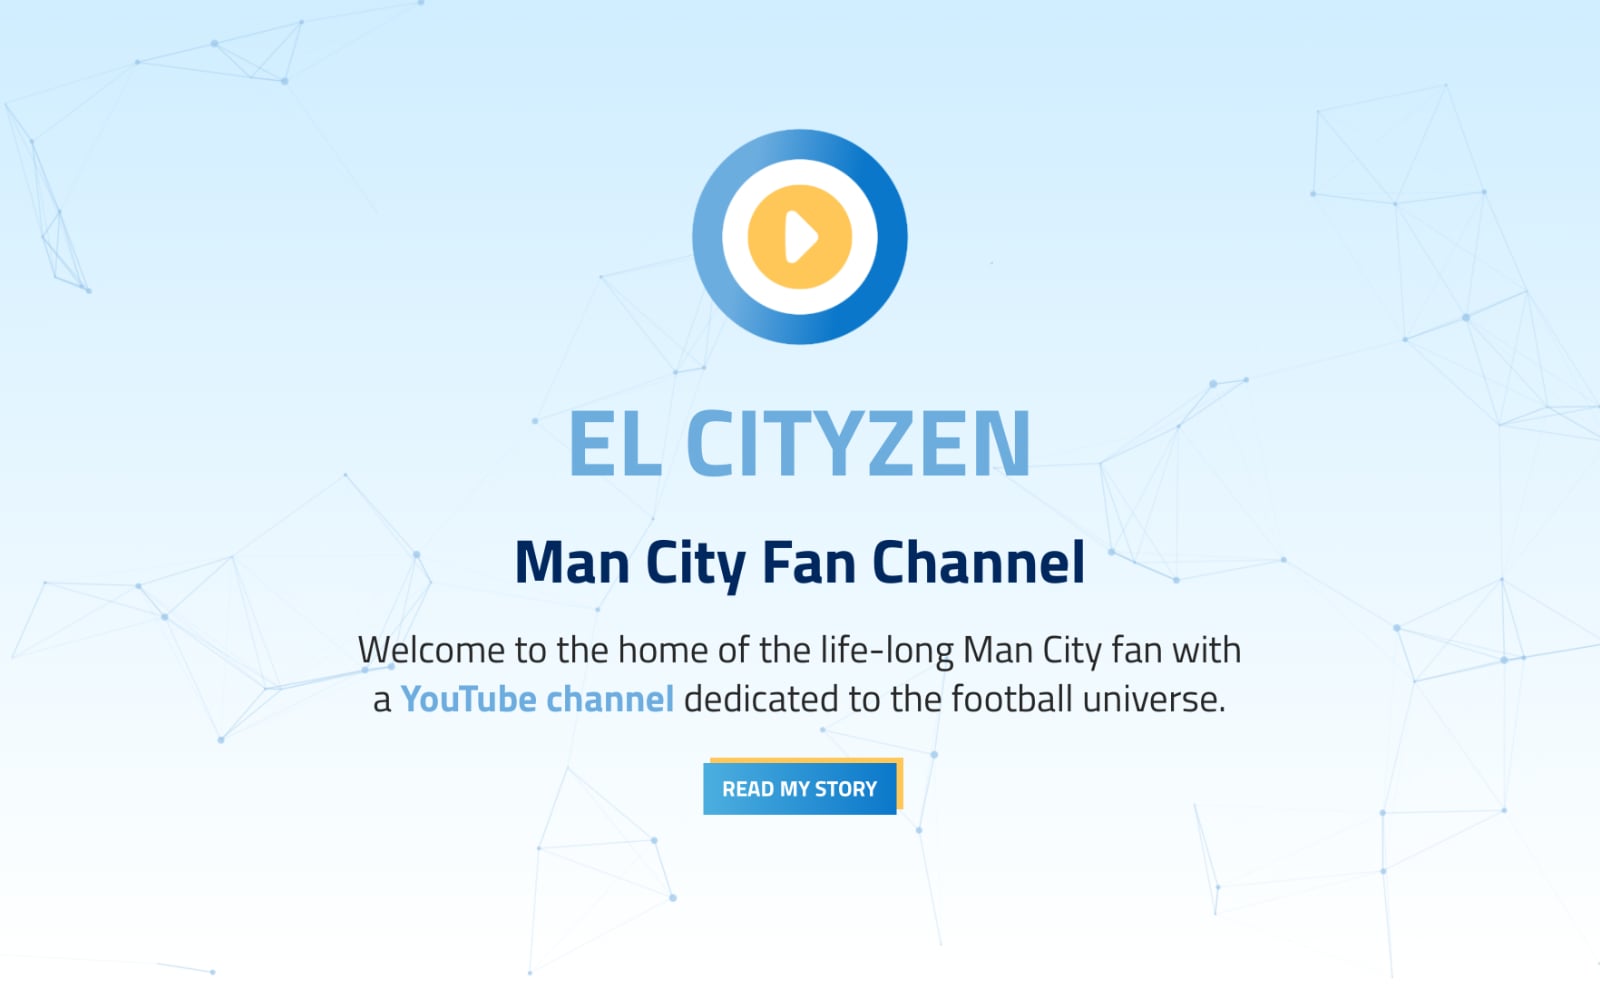 EL CITYZEN
Man City Fan Channel
Welcome to the home of the life-long Man City fan with
a YouTube channel dedicated to the football universe.
READ MY STORY